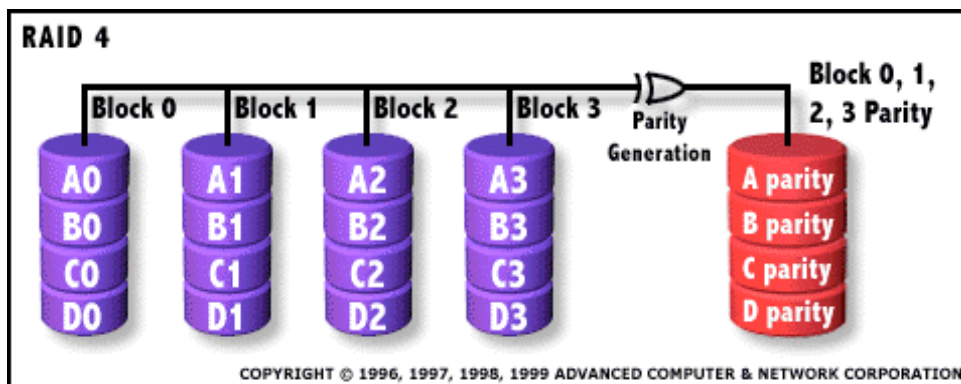 RAID 4
Block 0
Block 1
Block 2
Block 3
Parity
Generation
Block 0, 1,
2, 3 Parity
A0
A1
A2
A3
A parity
B0
B1
B2
B3
B parity
C0
C1
C2
C3
C parity
D0
D1
D2
D3
D parity
COPYRIGHT © 1996, 1997, 1998, 1999 ADVANCED COMPUTER & NETWORK CORPORATION